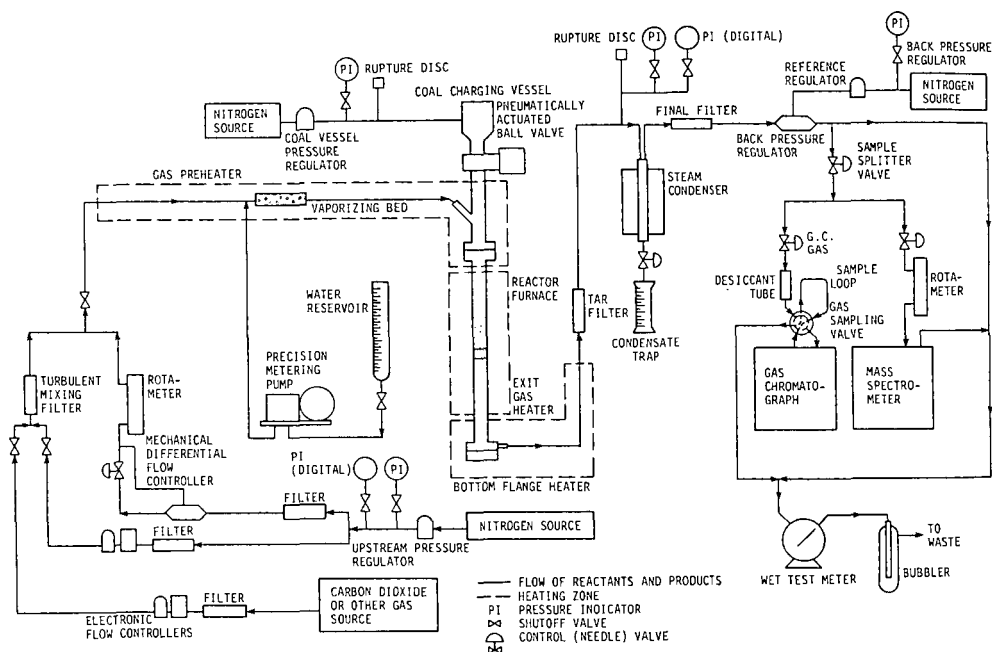 PI
RUPTURE DISC
COAL CHARGING VESSEL
PNEUMATICALLY
ACTUATED
BALL VALVE
NITROGEN
SOURCE
COAL VESSEL
PRESSURE
REGULATOR
RUPTURE DISC
PI
PI (DIGITAL)
FINAL FILTER
REFERENCE
REGULATOR
PI
BACK PRESSURE
REGULATOR
NITROGEN
SOURCE
BACK PRESSURE
REGULATOR
SAMPLE
SPLITTER
VALVE
GAS PREHEATER
VAPORIZING BED
STEAM
CONDENSER
G.C.
GAS
DESICCANT
TUBE
SAMPLE
LOOP
GAS
SAMPLING
VALVE
ROTA-
METER
REACTOR
FURNACE
TAR
FILTER
CONDENSATE
TRAP
GAS
CHROMATO-
GRAPH
MASS
SPECTRO-
METER
WATER
RESERVOIR
PRECISION
METERING
PUMP
EXIT
GAS
HEATER
BOTTOM FLANGE HEATER
TURBULENT
MIXING
FILTER
ROTA-
METER
MECHANICAL
DIFFERENTIAL
FLOW
CONTROLLER
PI
(DIGITAL)
PI
FILTER
FILTER
UPSTREAM PRESSURE
REGULATOR
NITROGEN SOURCE
ELECTRONIC
FLOW CONTROLLERS
FILTER
CARBON DIOXIDE
OR OTHER GAS
SOURCE
WET TEST METER
BUBBLER
TO
WASTE
FLOW OF REACTANTS AND PRODUCTS
HEATING ZONE
PI PRESSURE INDICATOR
SHUTOFF VALVE
CONTROL (NEEDLE) VALVE